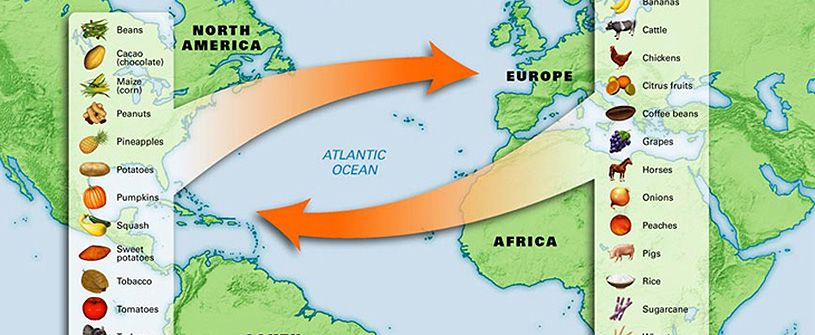 Beans
Cacao
(chocolate)
Maize
(corn)
Peanuts
Pineapples
Potatoes
Pumpkins
Squash
Sweet
potatoes
Tobacco
Tomatoes
NORTH
AMERICA
ATLANTIC
OCEAN
EUROPE
AFRICA
Bananas
Cattle
Chickens
Citrus fruits
Coffee beans
Grapes
Horses
Onions
Peaches
Pigs
Rice
Sugarcane